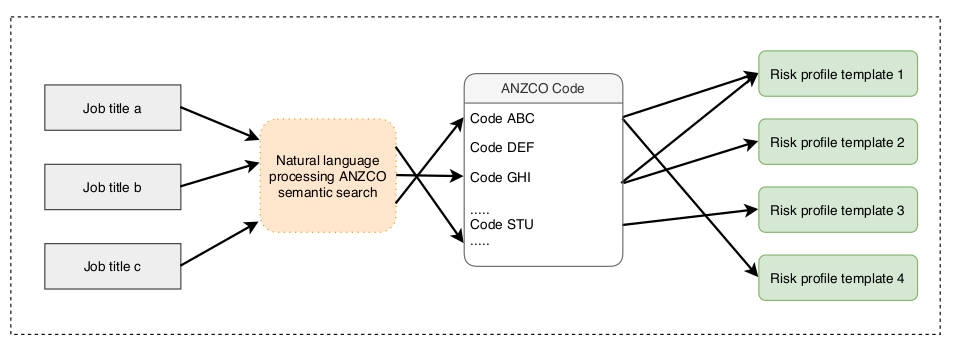 Job title a
Job title b
Job title c
Natural language
processing ANZCO
semantic search
ANZCO Code
Code ABC
Code DEF
Code GHI
.....
Code STU
.....
Risk profile template 1
Risk profile template 2
Risk profile template 3
Risk profile template 4